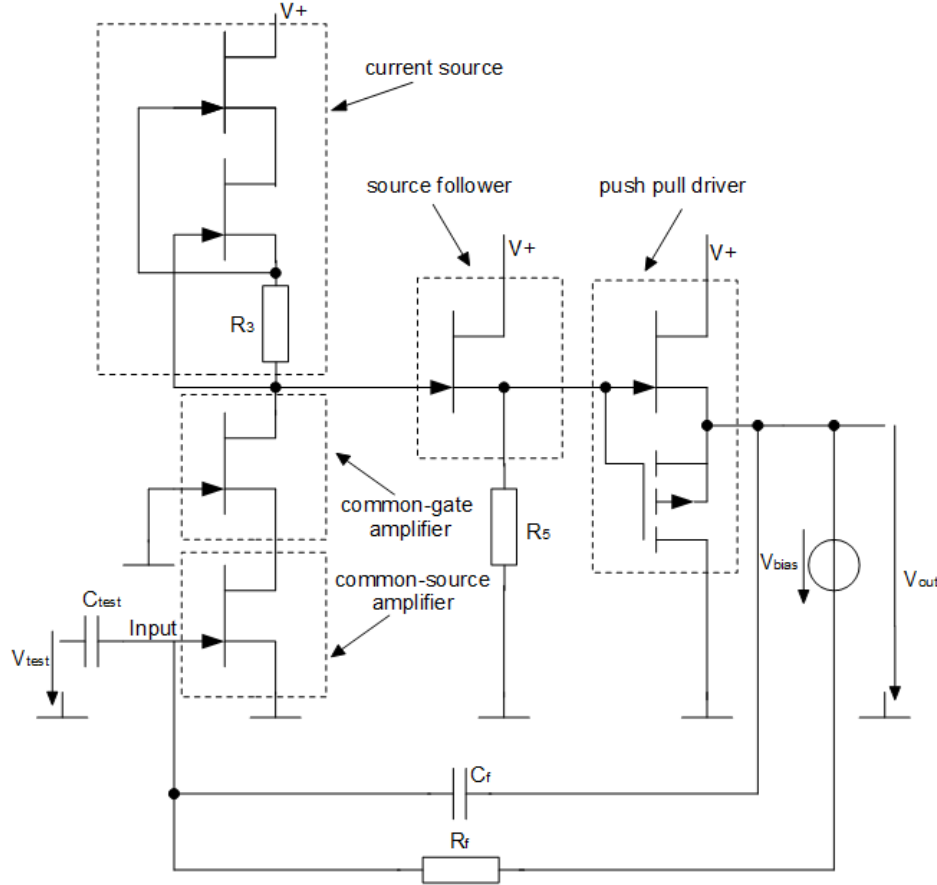 V+
current source
source follower
push pull driver
V+
V+
R3
common-gate
amplifier
R5
common-source
amplifier
Vbias
Vout
Ctest
Input
Vtest
Cf
Rf